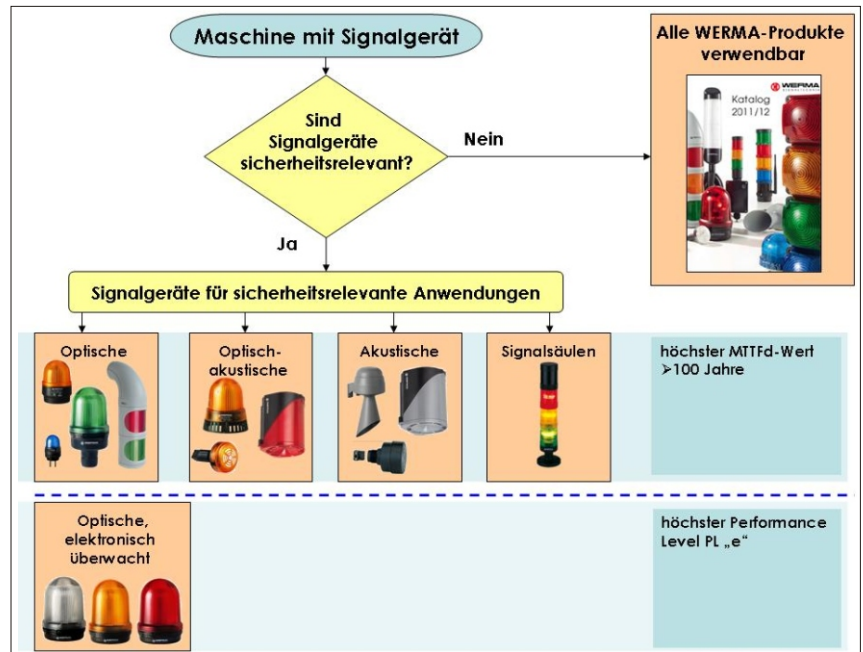 Maschine mit Signalgerät
Alle WERMA-Produkte
verwendbar
WERMA
Katalog
2011/12
Sind
Signalgeräte
sicherheitsrelevant?
Nein
Ja
Signalgeräte für sicherheitsrelevante Anwendungen
Optische
Optisch-
akustische
Akustische
Signalsäulen
höchster MTTFd-Wert
➢100 Jahre
Optische,
elektronisch
überwacht
höchster Performance
Level PL „e“